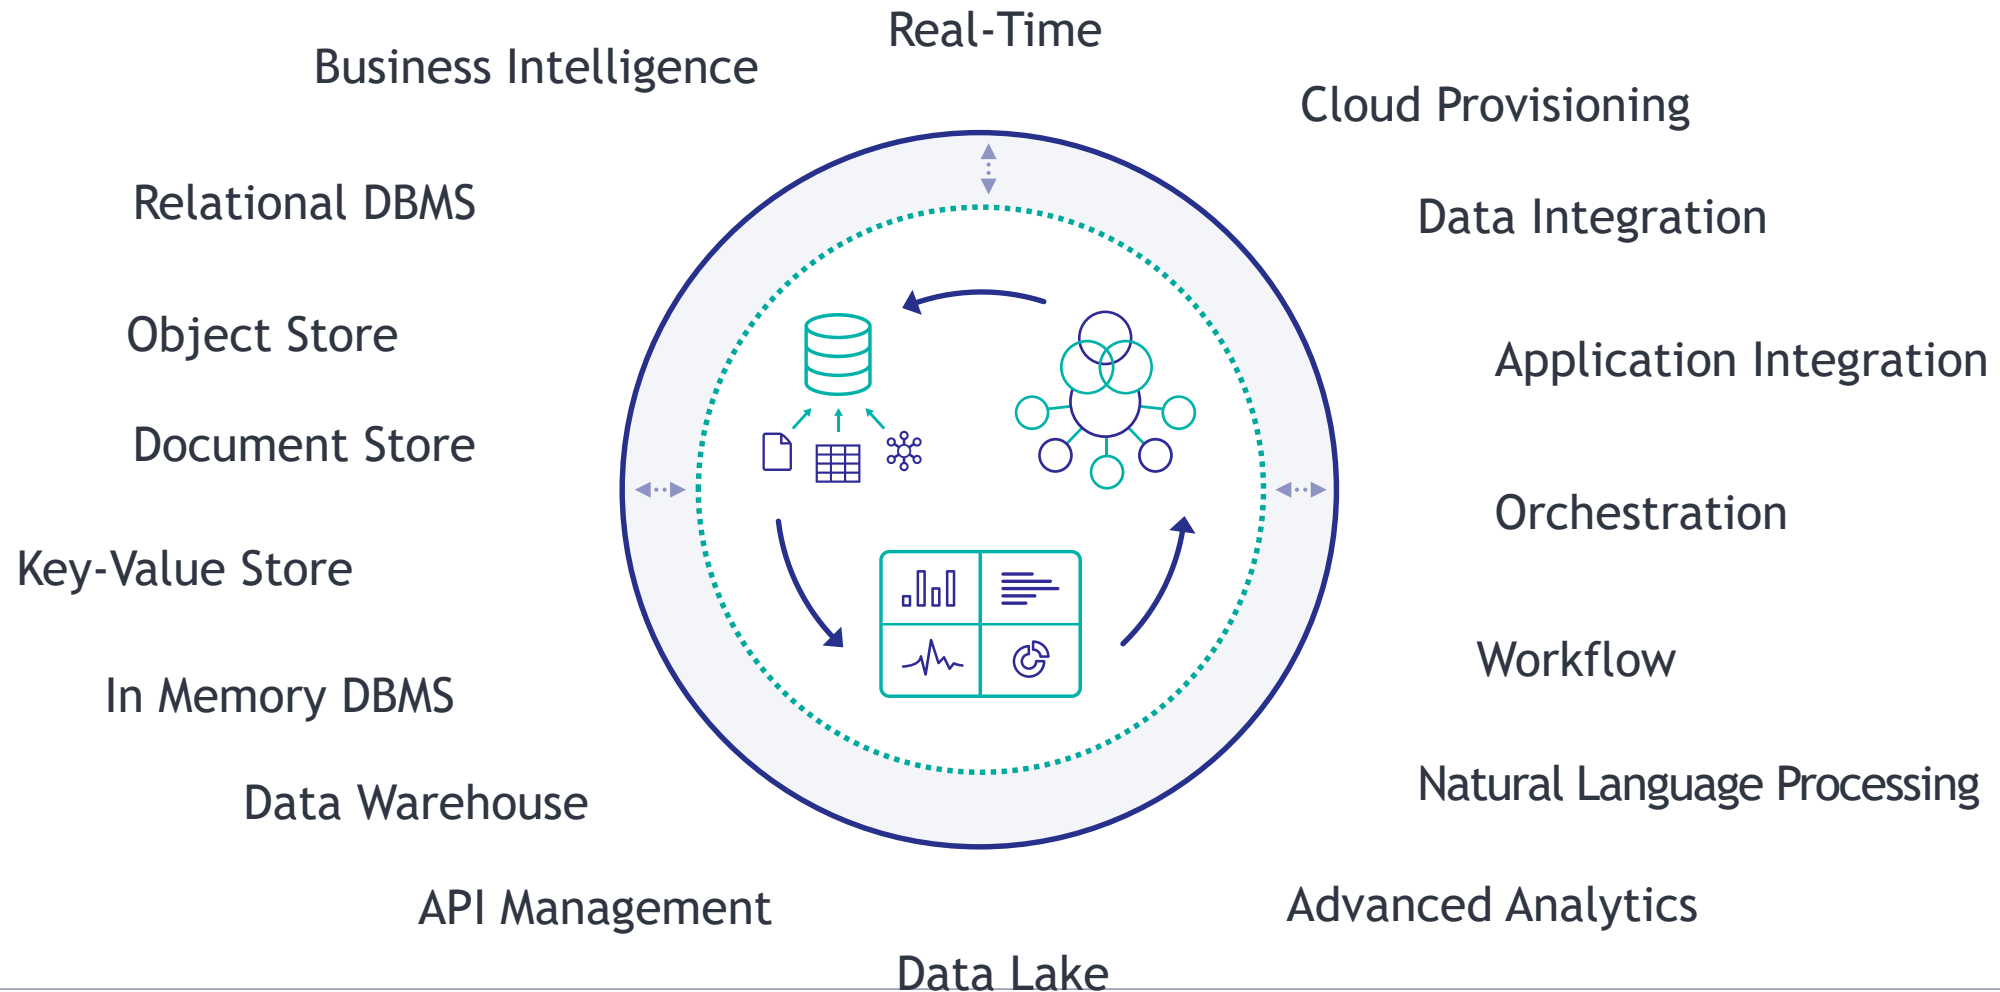 Real-Time
Business Intelligence
Cloud Provisioning
Relational DBMS
Data Integration
Object Store
Application Integration
Document Store
Orchestration
Key-Value Store
Workflow
In Memory DBMS
Natural Language Processing
Data Warehouse
API Management
Advanced Analytics
Data Lake